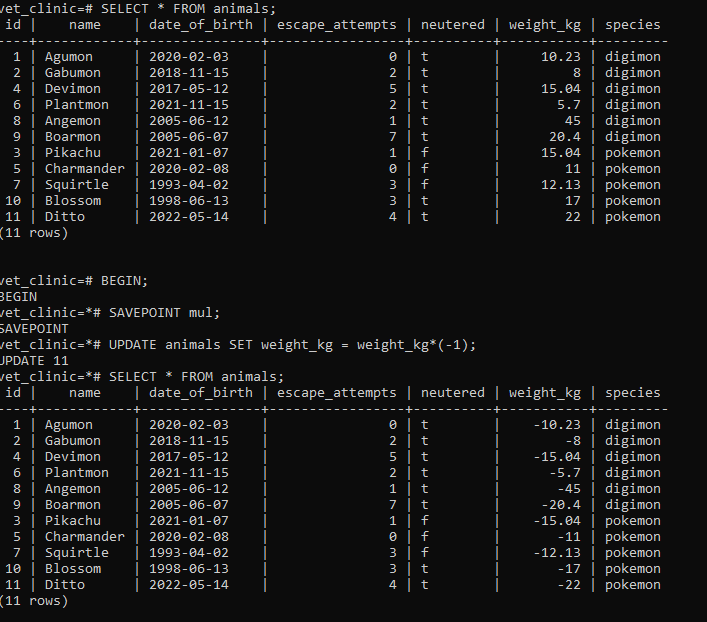 vet_clinic=# SELECT * FROM animals;
 id |    name    | date_of_birth | escape_attempts | neutered | weight_kg | species
----+------------+---------------+-----------------+----------+-----------+---------
  1 | Agumon     | 2020-02-03    |               0 | t        |     10.23 | digimon
  2 | Gabumon    | 2018-11-15    |               2 | t        |         8 | digimon
  4 | Devimon    | 2017-05-12    |               5 | t        |     15.04 | digimon
  6 | Plantmon   | 2021-11-15    |               2 | t        |       5.7 | digimon
  8 | Angemon    | 2005-06-12    |               1 | t        |        45 | digimon
  9 | Boarmon    | 2005-06-07    |               7 | t        |      20.4 | digimon
  3 | Pikachu    | 2021-01-07    |               1 | f        |     15.04 | pokemon
  5 | Charmander | 2020-02-08    |               0 | f        |        11 | pokemon
  7 | Squirtle   | 1993-04-02    |               3 | f        |     12.13 | pokemon
 10 | Blossom    | 1998-06-13    |               3 | t        |        17 | pokemon
 11 | Ditto      | 2022-05-14    |               4 | t        |        22 | pokemon
(11 rows)
vet_clinic=# BEGIN;
BEGIN
vet_clinic=*# SAVEPOINT mul;
SAVEPOINT
vet_clinic=*# UPDATE animals SET weight_kg = weight_kg*(-1);
UPDATE 11
vet_clinic=*# SELECT * FROM animals;
 id |    name    | date_of_birth | escape_attempts | neutered | weight_kg | species
----+------------+---------------+-----------------+----------+-----------+---------
  1 | Agumon     | 2020-02-03    |               0 | t        |    -10.23 | digimon
  2 | Gabumon    | 2018-11-15    |               2 | t        |        -8 | digimon
  4 | Devimon    | 2017-05-12    |               5 | t        |    -15.04 | digimon
  6 | Plantmon   | 2021-11-15    |               2 | t        |      -5.7 | digimon
  8 | Angemon    | 2005-06-12    |               1 | t        |       -45 | digimon
  9 | Boarmon    | 2005-06-07    |               7 | t        |     -20.4 | digimon
  3 | Pikachu    | 2021-01-07    |               1 | f        |    -15.04 | pokemon
  5 | Charmander | 2020-02-08    |               0 | f        |       -11 | pokemon
  7 | Squirtle   | 1993-04-02    |               3 | f        |    -12.13 | pokemon
 10 | Blossom    | 1998-06-13    |               3 | t        |       -17 | pokemon
 11 | Ditto      | 2022-05-14    |               4 | t        |       -22 | pokemon
(11 rows)